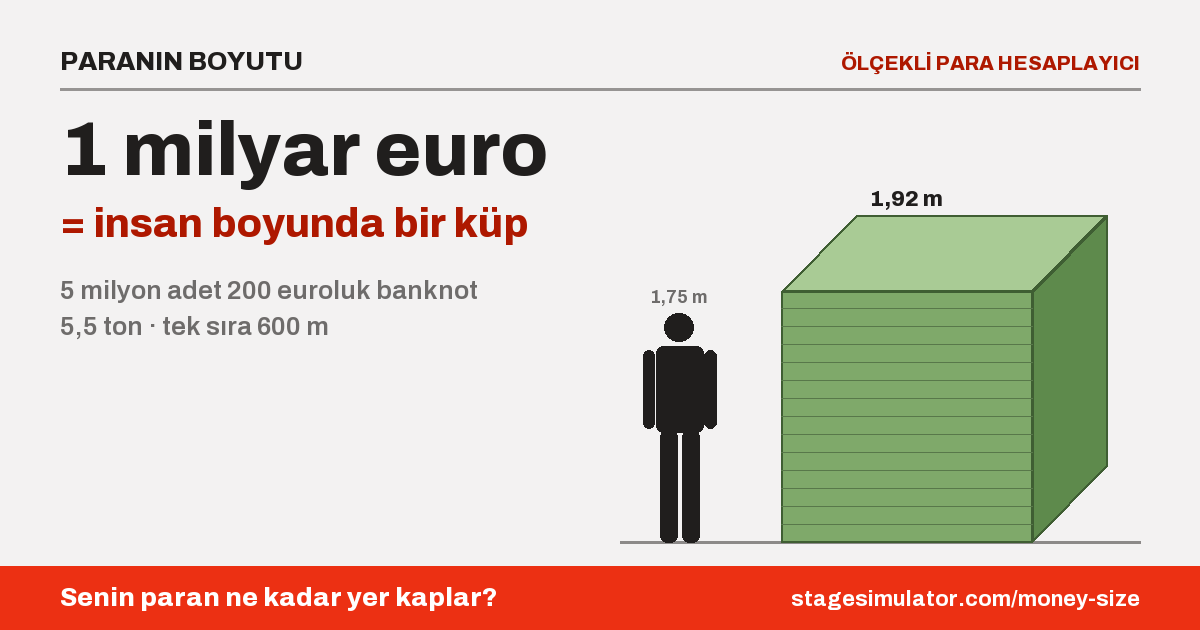 PARANIN BOYUTU
ÖLÇEKLİ PARA HESAPLAYICI
1 milyar euro
= insan boyunda bir küp
5 milyon adet 200 euroluk banknot
5,5 ton · tek sıra 600 m
1,92 m
1,75 m
Senin paran ne kadar yer kaplar?
stagesimulator.com/money-size